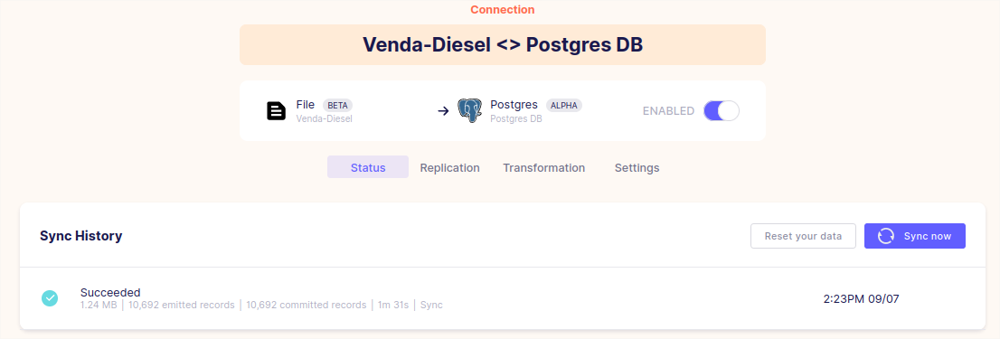 Connection
Venda-Diesel <> Postgres DB
File BETA
Venda-Diesel
Postgres ALPHA
Postgres DB
ENABLED
Status Replication Transformation Settings
Sync History
Reset your data
Sync now
Succeeded
1.24 MB | 10,692 emitted records | 10,692 committed records | 1m 31s | Sync
2:23PM 09/07